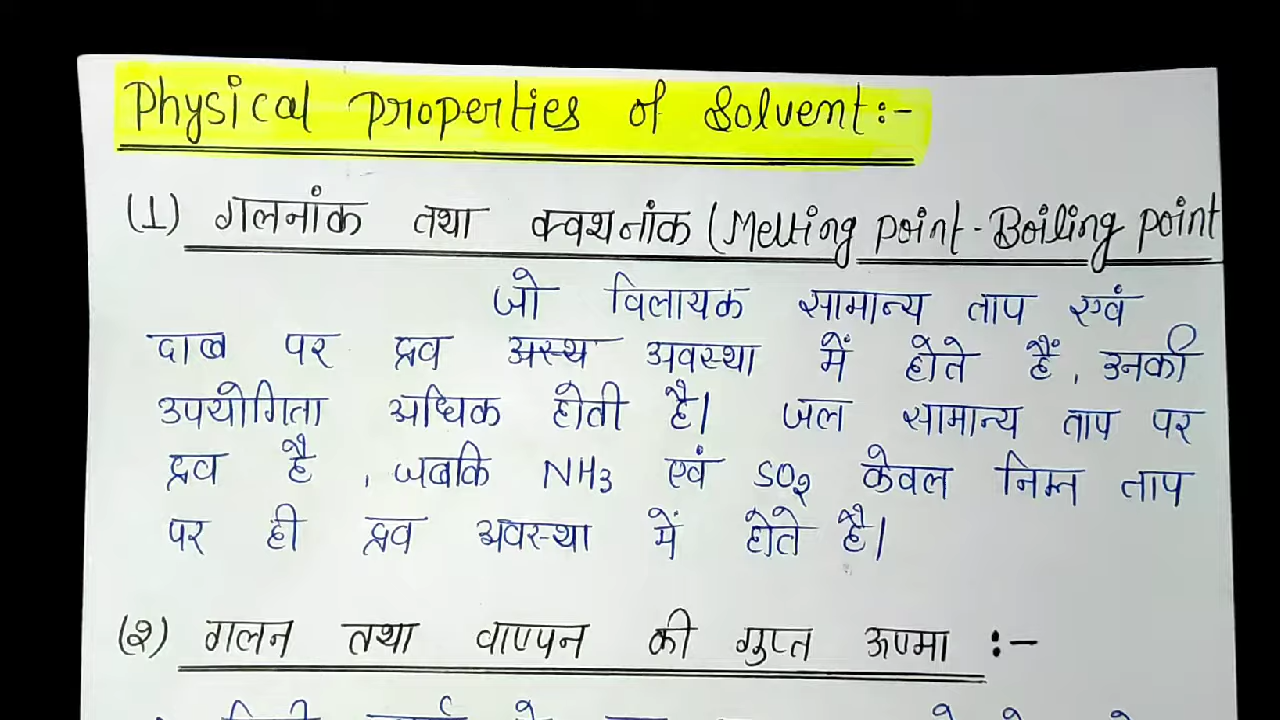 Physical Properties of Solvent:-
(1) गलनांक तथा क्वथनांक (Melting point-Boiling point
जो विलायक सामान्य ताप एवं
दाब पर द्रव अस्थ अवस्था में होते हैं, उनकी
उपयोगिता अधिक होती है। जल सामान्य ताप पर
द्रव है , जबकि NH3 एवं SO2 केवल निम्न ताप
पर ही द्रव अवस्था में होते है।
(2) गलन तथा वाष्पन की गुप्त ऊष्मा :-